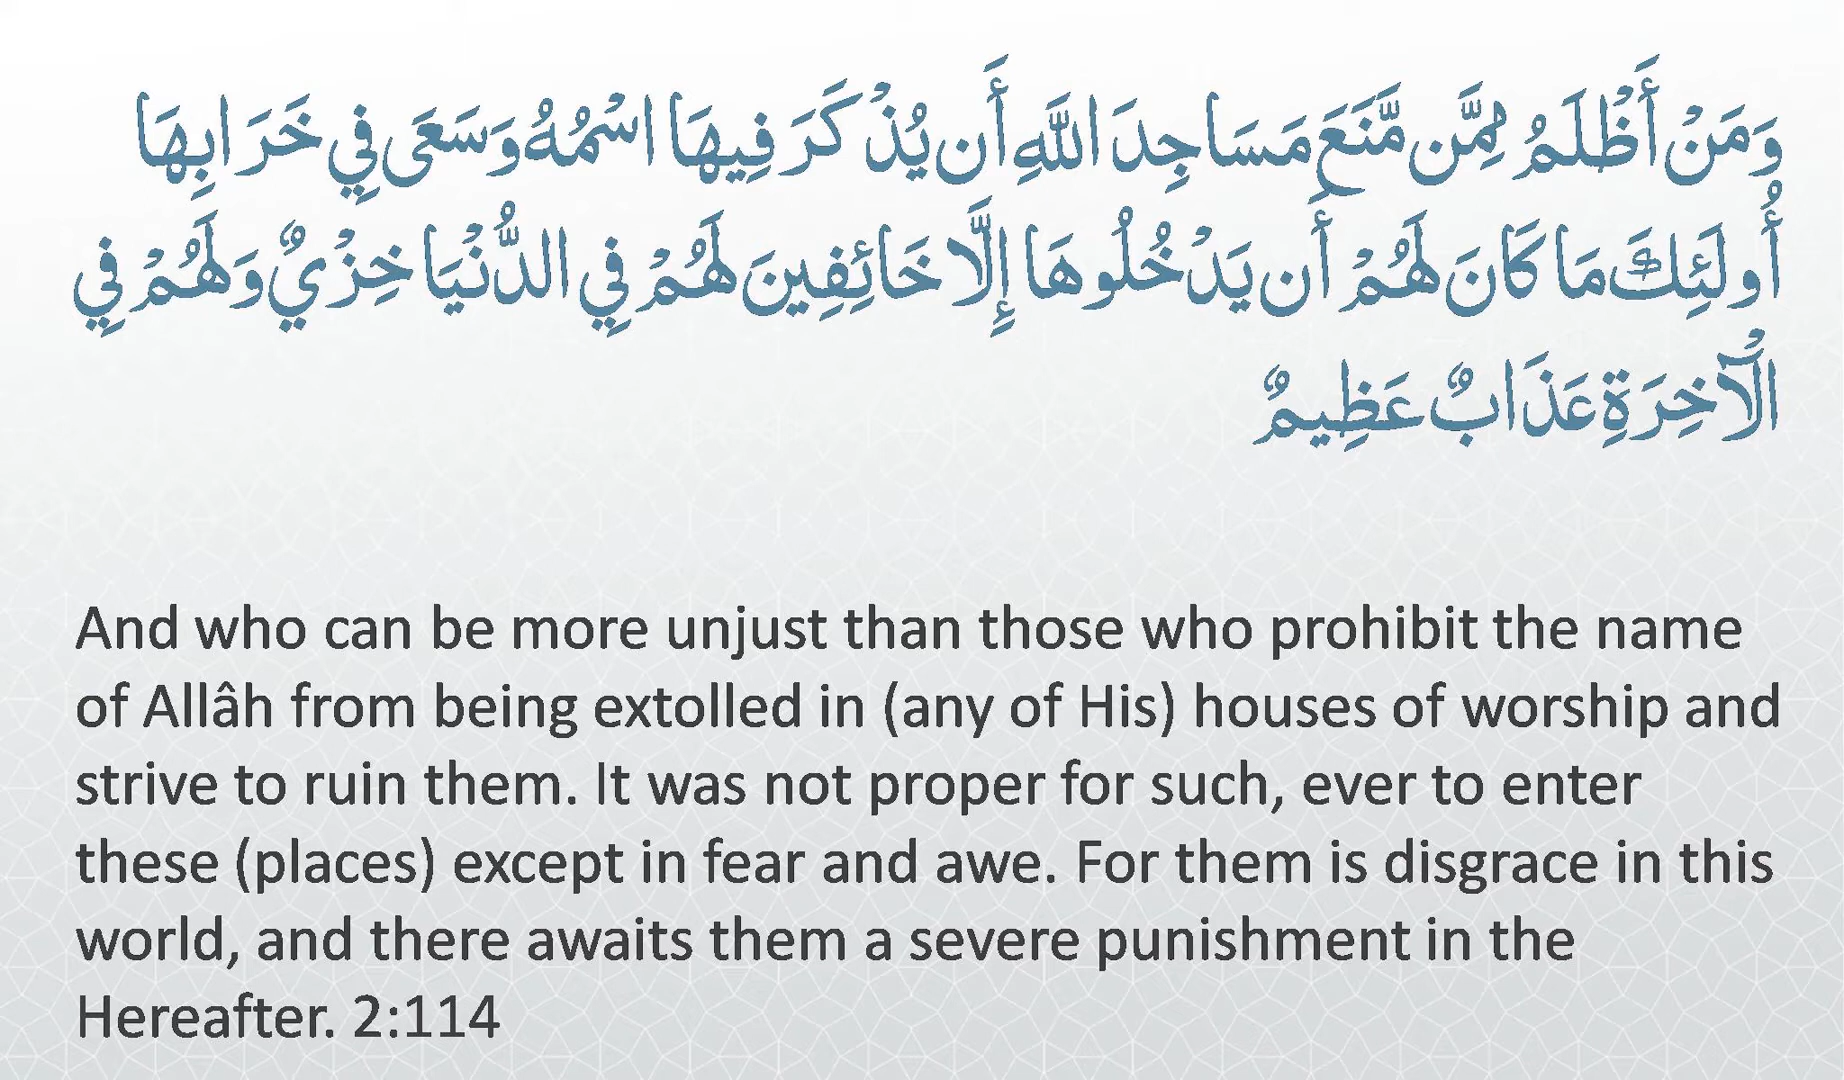 وَمَنْ أَظْلَمُ مِمَّن مَّنَعَ مَسَاجِدَ اللَّهِ أَن يُذْكَرَ فِيهَا اسْمُهُ وَسَعَى فِي خَرَابِهَا
أُولَئِكَ مَا كَانَ لَهُمْ أَن يَدْخُلُوهَا إِلَّا خَائِفِينَ لَهُمْ فِي الدُّنْيَا خِزْيٌ وَلَهُمْ فِي
الْآخِرَةِ عَذَابٌ عَظِيمٌ
And who can be more unjust than those who prohibit the name
of Allâh from being extolled in (any of His) houses of worship and
strive to ruin them. It was not proper for such, ever to enter
these (places) except in fear and awe. For them is disgrace in this
world, and there awaits them a severe punishment in the
Hereafter. 2:114